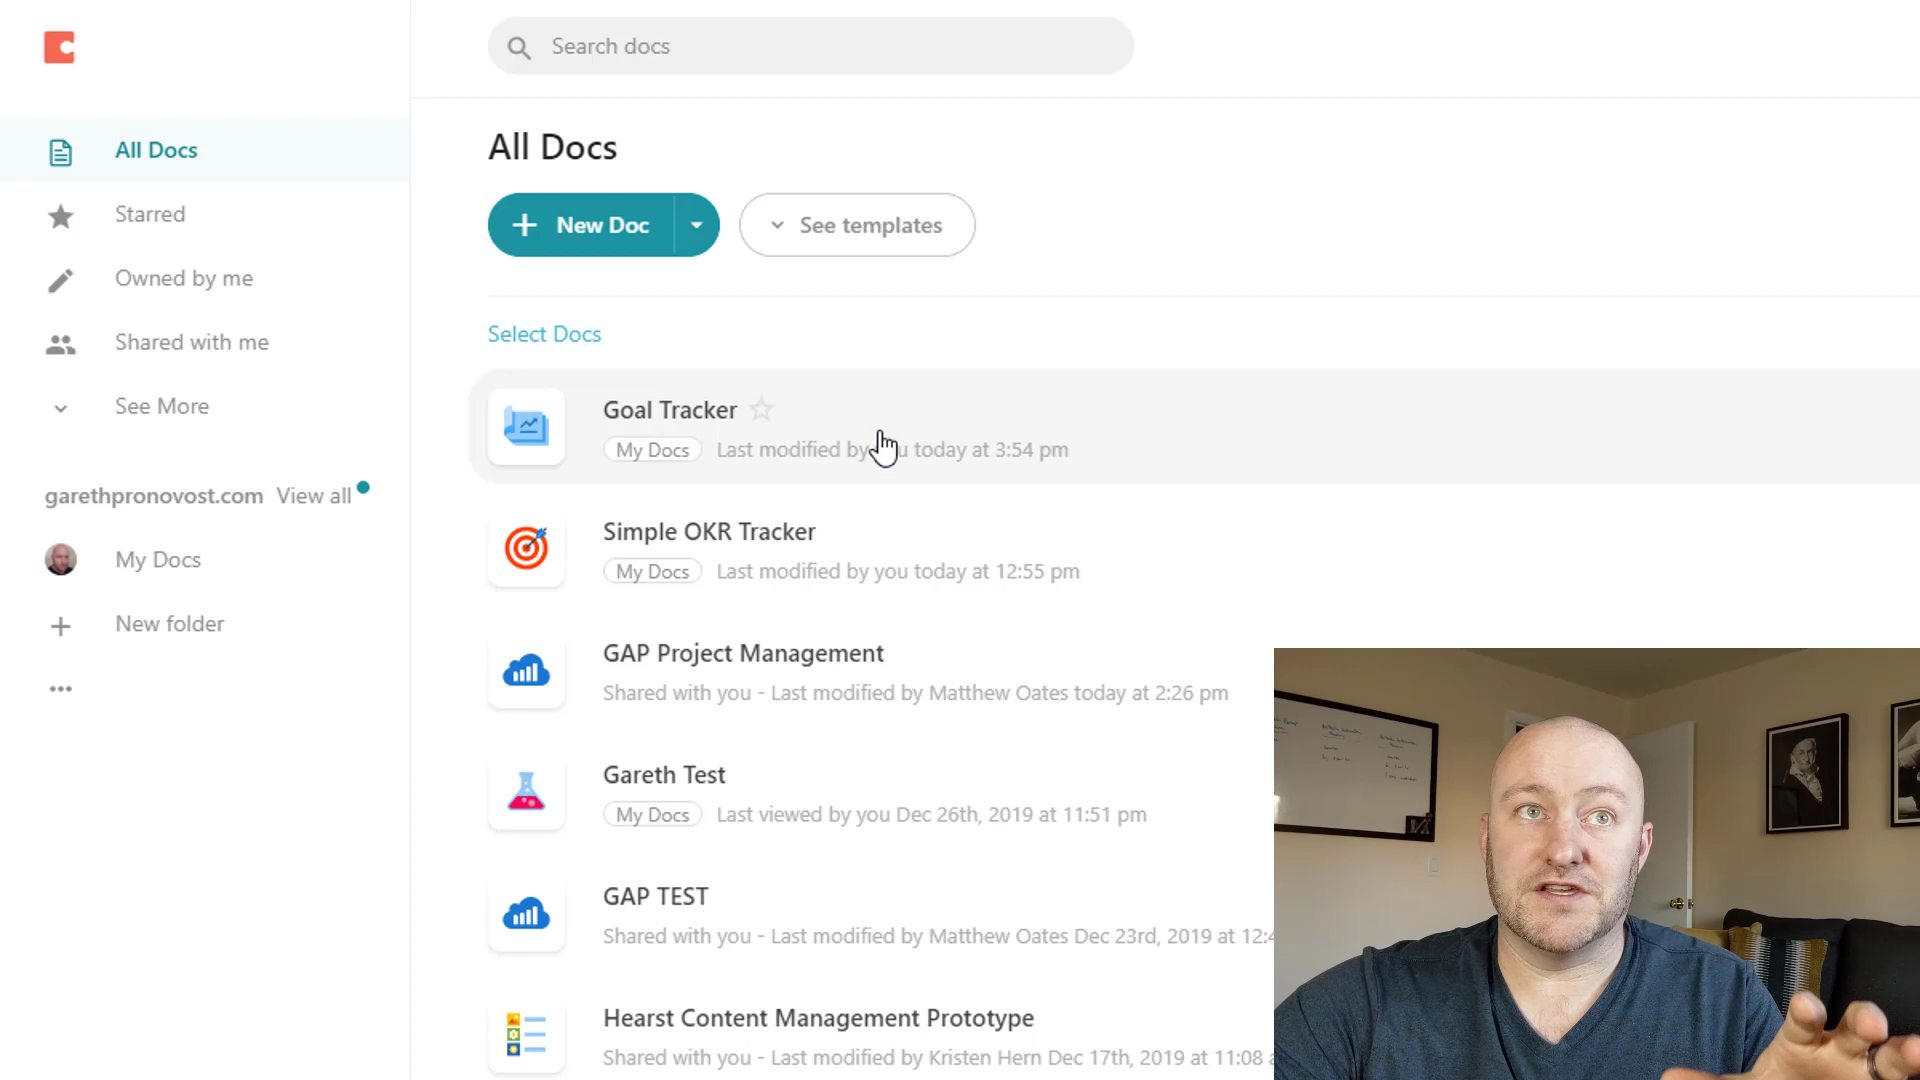 Search docs
All Docs
Starred
Owned by me
Shared with me
See More
garethpronovost.com View all
My Docs
New folder
All Docs
New Doc
See templates
Select Docs
Goal Tracker
My Docs Last modified by you today at 3:54 pm
Simple OKR Tracker
My Docs Last modified by you today at 12:55 pm
GAP Project Management
Shared with you - Last modified by Matthew Oates today at 2:26 pm
Gareth Test
My Docs Last viewed by you Dec 26th, 2019 at 11:51 pm
GAP TEST
Shared with you - Last modified by Matthew Oates Dec 23rd, 2019 at 12:4
Hearst Content Management Prototype
Shared with you - Last modified by Kristen Hern Dec 17th, 2019 at 11:08